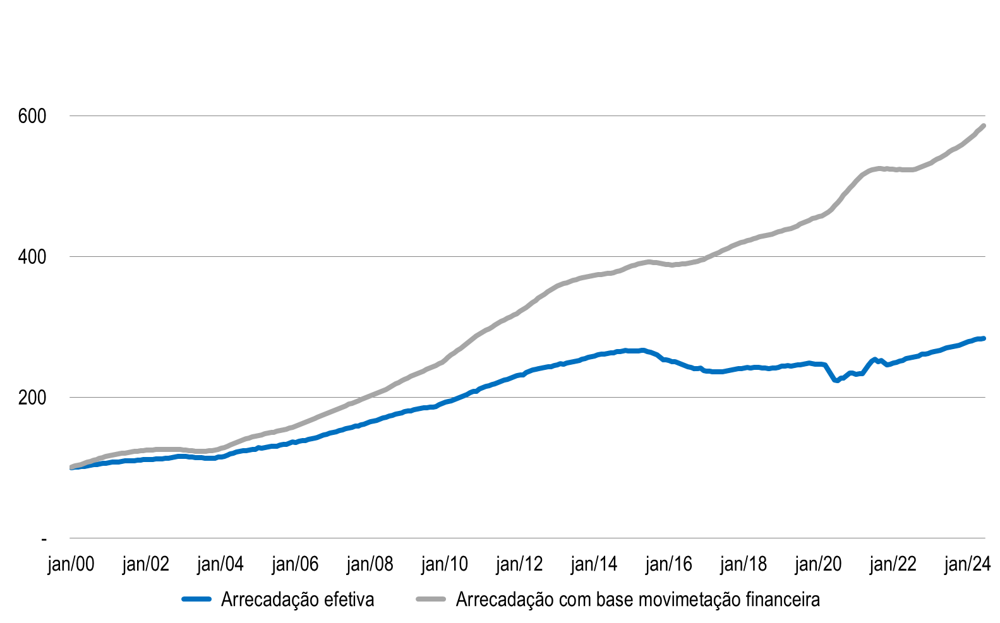 600
400
200
-
jan/00 jan/02 jan/04 jan/06 jan/08 jan/10 jan/12 jan/14 jan/16 jan/18 jan/20 jan/22 jan/24
Arrecadação efetiva Arrecadação com base movimetação financeira